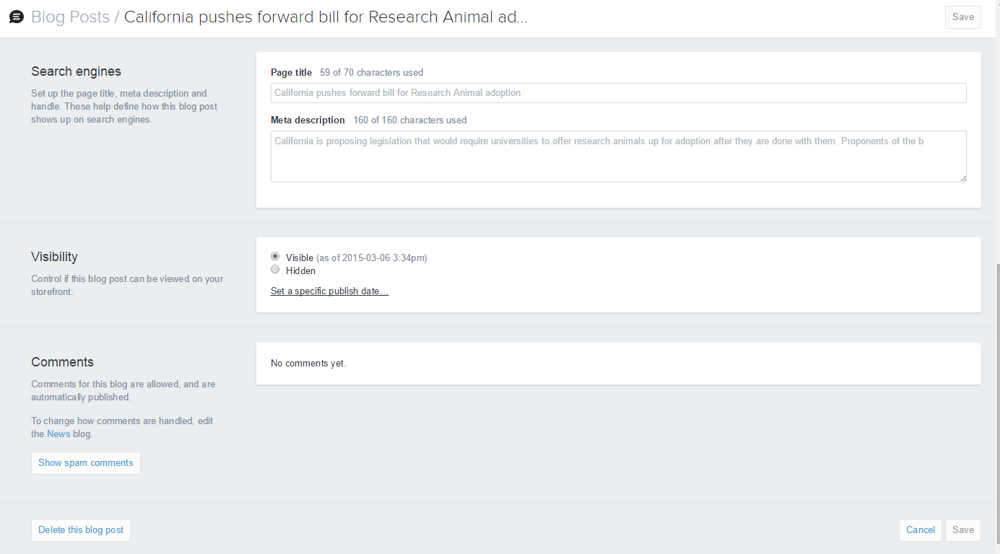 Blog Posts / California pushes forward bill for Research Animal ad...
Save
Search engines
Set up the page title, meta description and
handle. These help define how this blog post
shows up on search engines.
Page title 59 of 70 characters used
California pushes forward bill for Research Animal adoption
Meta description 160 of 160 characters used
California is proposing legislation that would require universities to offer research animals up for adoption after they are done with them. Proponents of the b
Visibility
Control if this blog post can be viewed on your
storefront.
Visible (as of 2015-03-06 3:34pm)
Hidden
Set a specific publish date…
Comments
Comments for this blog are allowed, and are
automatically published.
To change how comments are handled, edit
the News blog.
Show spam comments
No comments yet.
Delete this blog post
Cancel
Save